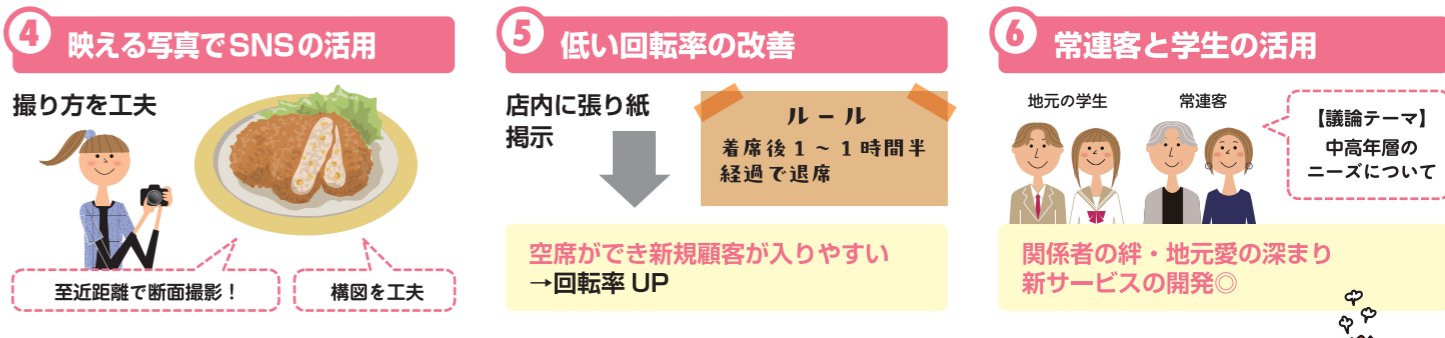 ④ 映える写真でSNSの活用
撮り方を工夫
至近距離で断面撮影！
構図を工夫
⑤ 低い回転率の改善
店内に張り紙
掲示
ルール
着席後1～1時間半
経過で退席
空席ができ新規顧客が入りやすい
→回転率UP
⑥ 常連客と学生の活用
地元の学生
常連客
【議論テーマ】
中高年層の
ニーズについて
関係者の絆・地元愛の深まり
新サービスの開発◎